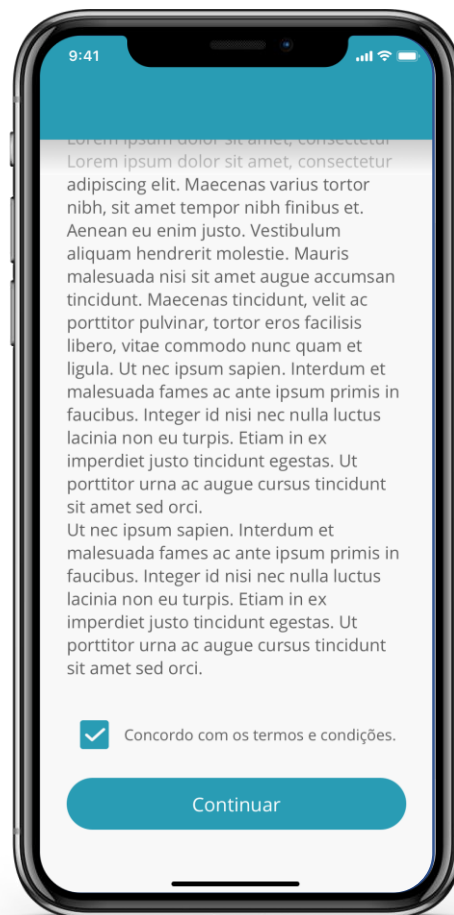 9:41
Lorem ipsum dolor sit amet, consectetur
Lorem ipsum dolor sit amet, consectetur
adipiscing elit. Maecenas varius tortor
nibh, sit amet tempor nibh finibus et.
Aenean eu enim justo. Vestibulum
aliquam hendrerit molestie. Mauris
malesuada nisi sit amet augue accumsan
tincidunt. Maecenas tincidunt, velit ac
porttitor pulvinar, tortor eros facilisis
libero, vitae commodo nunc quam et
ligula. Ut nec ipsum sapien. Interdum et
malesuada fames ac ante ipsum primis in
faucibus. Integer id nisi nec nulla luctus
lacinia non eu turpis. Etiam in ex
imperdiet justo tincidunt egestas. Ut
porttitor urna ac augue cursus tincidunt
sit amet sed orci.
Ut nec ipsum sapien. Interdum et
malesuada fames ac ante ipsum primis in
faucibus. Integer id nisi nec nulla luctus
lacinia non eu turpis. Etiam in ex
imperdiet justo tincidunt egestas. Ut
porttitor urna ac augue cursus tincidunt
sit amet sed orci.
Concordo com os termos e condições.
Continuar